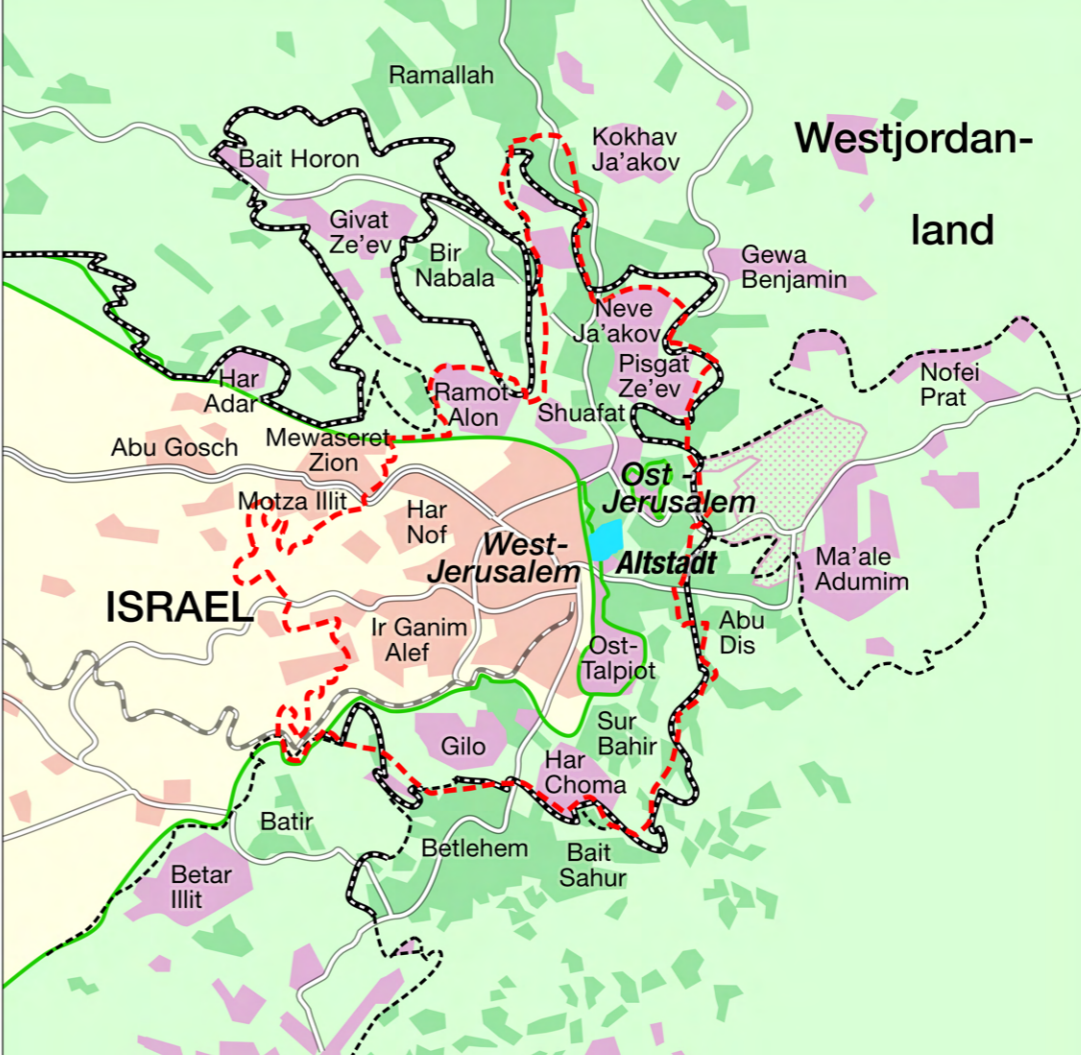 Ramallah
Kokhav
Ja'akov
Westjordan-
land
Bait Horon
Givat
Ze'ev
Bir
Nabala
Gewa
Benjamin
Neve
Ja'akov
Pisgat
Ze'ev
Nofei
Prat
Har
Adar
Ramot
Alon
Shuafat
Abu Gosch
Mewaseret
Zion
Motza Illit
Har
Nof
Ost -
Jerusalem
West-
Jerusalem
Altstadt
Ma'ale
Adumim
ISRAEL
Ir Ganim
Alef
Abu
Dis
Ost-
Talpiot
Sur
Bahir
Gilo
Har
Choma
Batir
Betlehem
Bait
Sahur
Betar
Illit